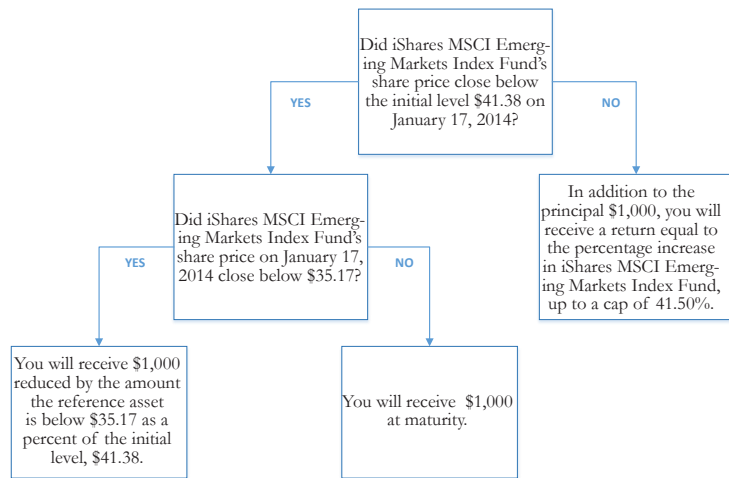 Did iShares MSCI Emerg-
ing Markets Index Fund's
share price close below
the initial level $41.38 on
January 17, 2014?
YES
NO
Did iShares MSCI Emerg-
ing Markets Index Fund's
share price on January 17,
2014 close below $35.17?
In addition to the
principal $1,000, you will
receive a return equal to
the percentage increase
in iShares MSCI Emerg-
ing Markets Index Fund,
up to a cap of 41.50%.
YES
NO
You will receive $1,000
reduced by the amount
the reference asset
is below $35.17 as a
percent of the initial
level, $41.38.
You will receive $1,000
at maturity.